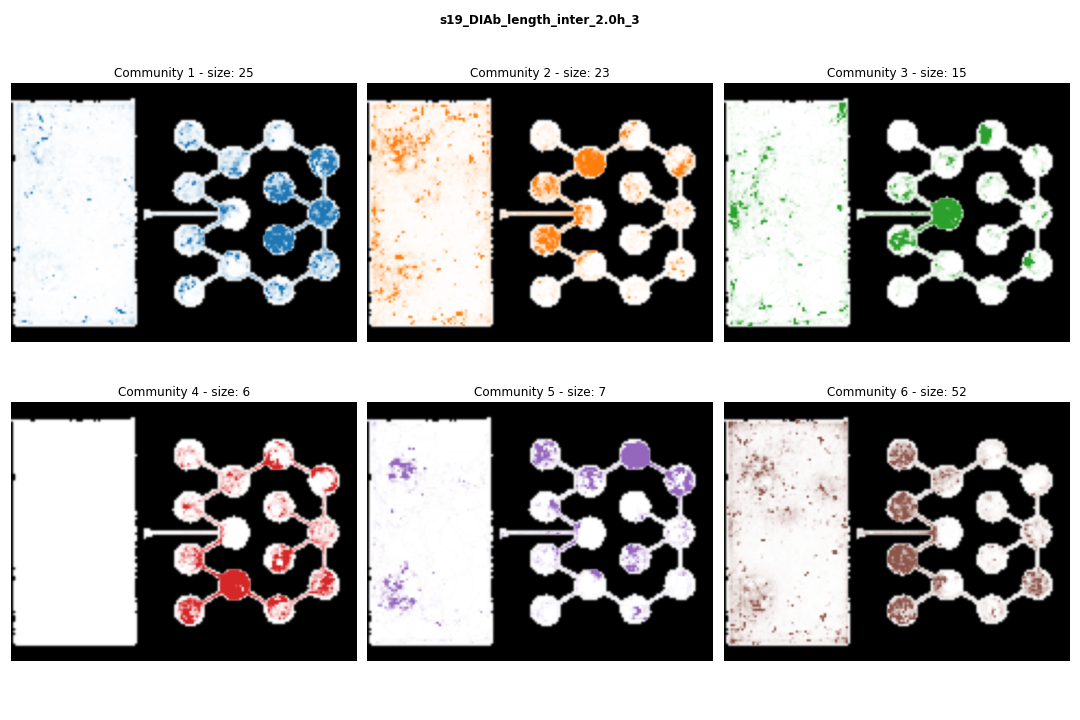 s19_DIAb_length_inter_2.0h_3
Community 1 - size: 25
Community 2 - size: 23
Community 3 - size: 15
Community 4 - size: 6
Community 5 - size: 7
Community 6 - size: 52